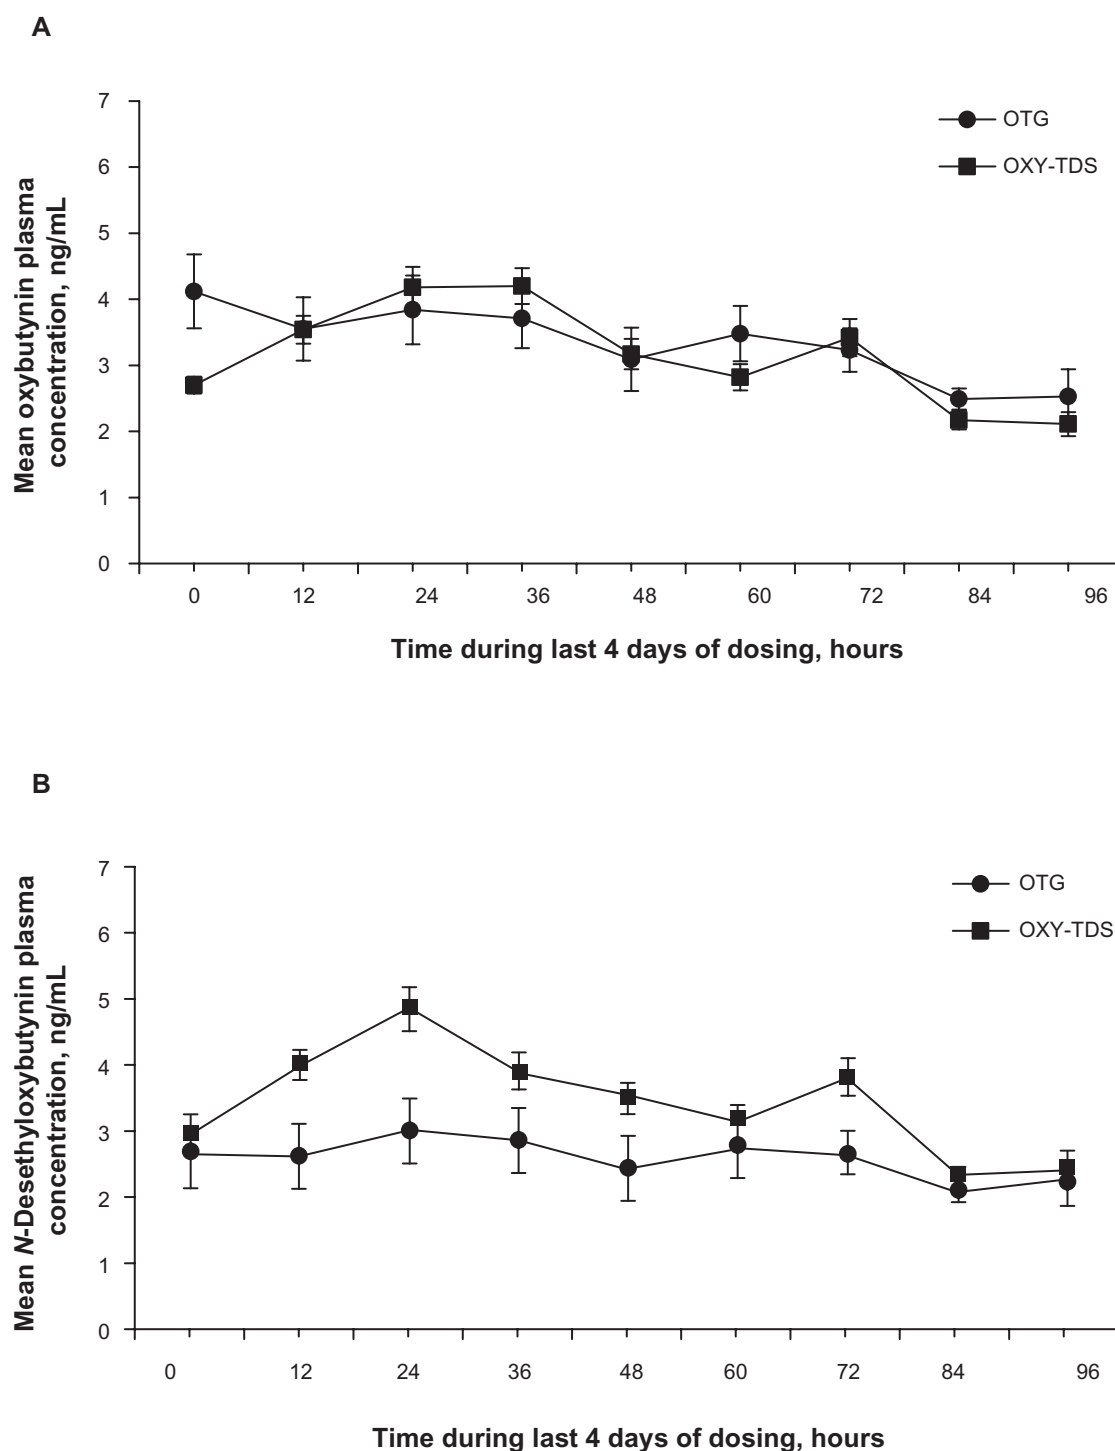 A
7
6
5
4
3
2
1
0
Mean oxybutynin plasma
concentration, ng/mL
OTG
OXY-TDS
0 12 24 36 48 60 72 84 96
Time during last 4 days of dosing, hours
B
7
6
5
4
3
2
1
0
Mean N-Desethyloxybutynin plasma
concentration, ng/mL
OTG
OXY-TDS
0 12 24 36 48 60 72 84 96
Time during last 4 days of dosing, hours